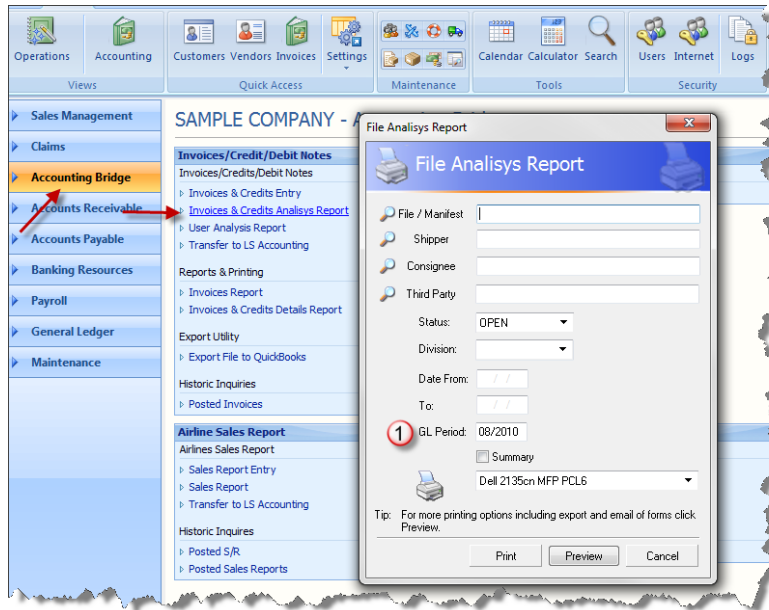 Operations Accounting Customers Vendors Invoices Settings Calendar Calculator Search Users Internet Logs
Views Quick Access Maintenance Tools Security
Sales Management
Claims
Accounting Bridge
Accounts Receivable
Accounts Payable
Banking Resources
Payroll
General Ledger
Maintenance
SAMPLE COMPANY - A
Invoices/Credit/Debit Notes
Invoices/Credits/Debit Notes
Invoices & Credits Entry
Invoices & Credits Analisys Report
User Analysis Report
Transfer to LS Accounting
Reports & Printing
Invoices Report
Invoices & Credits Details Report
Export Utility
Export File to QuickBooks
Historic Inquiries
Posted Invoices
Airline Sales Report
Airlines Sales Report
Sales Report Entry
Sales Report
Transfer to LS Accounting
Historic Inquires
Posted S/R
Posted Sales Reports
File Analisys Report
File Analisys Report
File / Manifest
Shipper
Consignee
Third Party
Status: OPEN
Division:
Date From: / /
To: / /
1 GL Period: 08/2010
Summary
Dell 2135cn MFP PCL6
Tip: For more printing options including export and email of forms click
Preview.
Print Preview Cancel